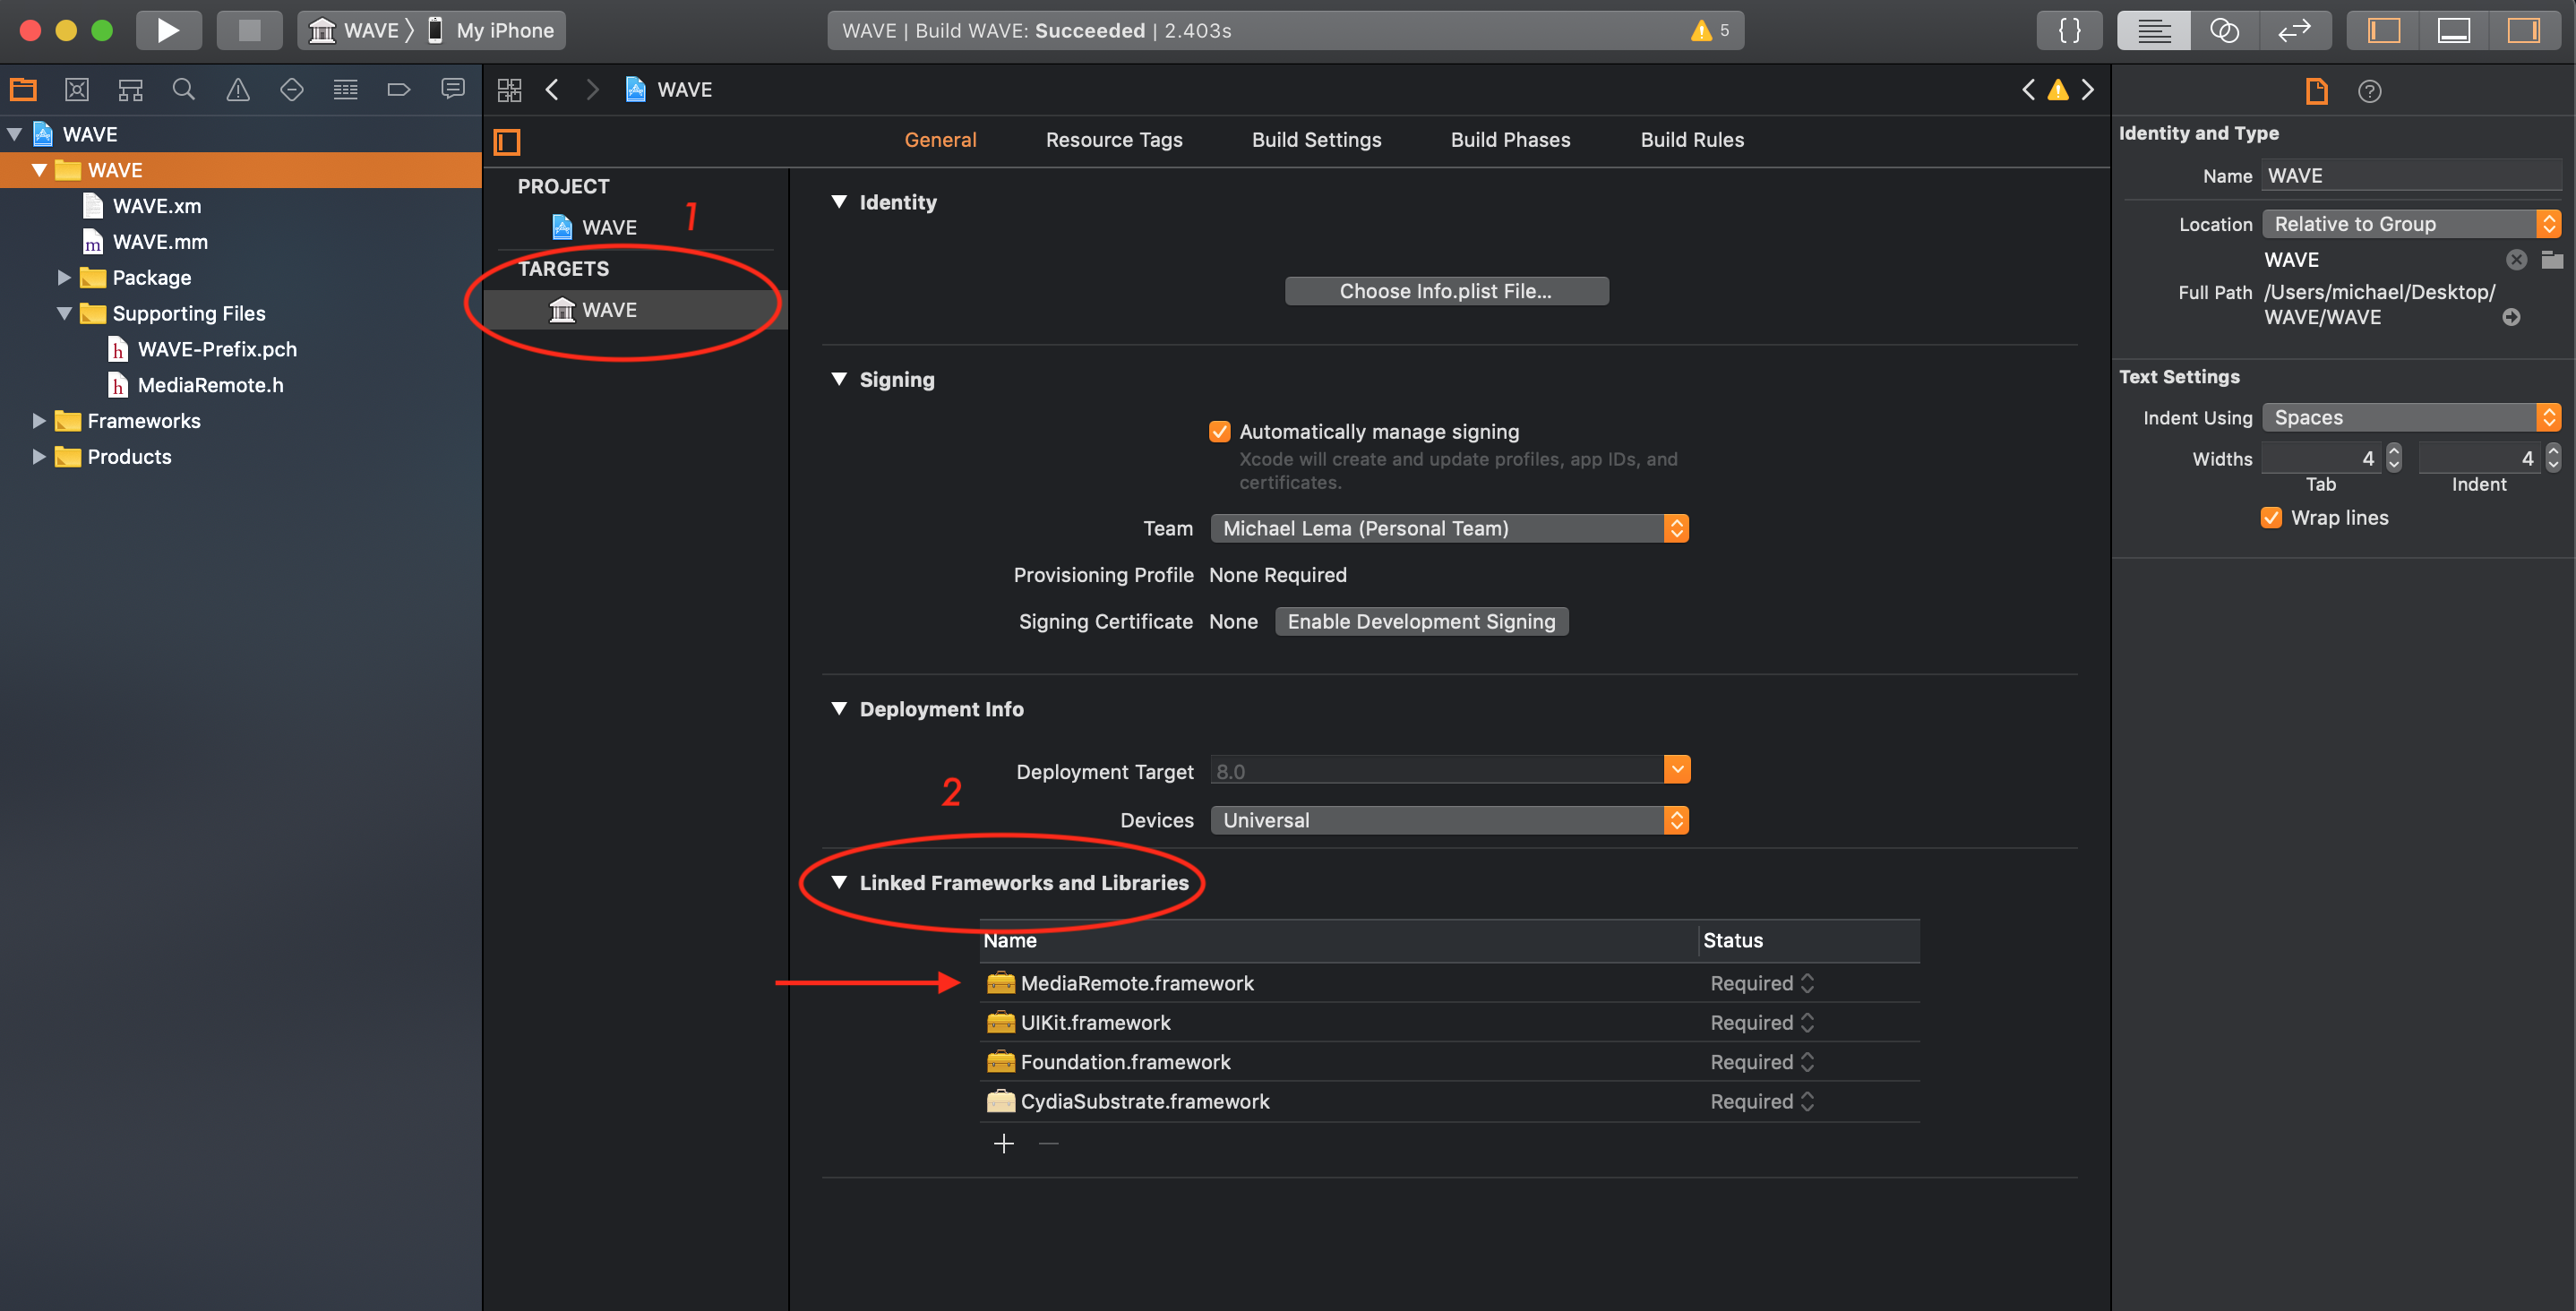 WAVE 〉 My iPhone
WAVE | Build WAVE: Succeeded | 2.403s
5
{}
WAVE
General
Resource Tags
Build Settings
Build Phases
Build Rules
WAVE
WAVE
WAVE.xm
m WAVE.mm
Package
Supporting Files
h WAVE-Prefix.pch
h MediaRemote.h
Frameworks
Products
PROJECT
WAVE
1
TARGETS
WAVE
Identity
Choose Info.plist File...
Signing
Automatically manage signing
Xcode will create and update profiles, app IDs, and
certificates.
Team Michael Lema (Personal Team)
Provisioning Profile None Required
Signing Certificate None Enable Development Signing
Deployment Info
Deployment Target 8.0
2
Devices Universal
Linked Frameworks and Libraries
Name Status
MediaRemote.framework Required
UIKit.framework Required
Foundation.framework Required
CydiaSubstrate.framework Required
+ −
?
Identity and Type
Name WAVE
Location Relative to Group
WAVE
Full Path /Users/michael/Desktop/
WAVE/WAVE
Text Settings
Indent Using Spaces
Widths 4 4
Tab Indent
Wrap lines